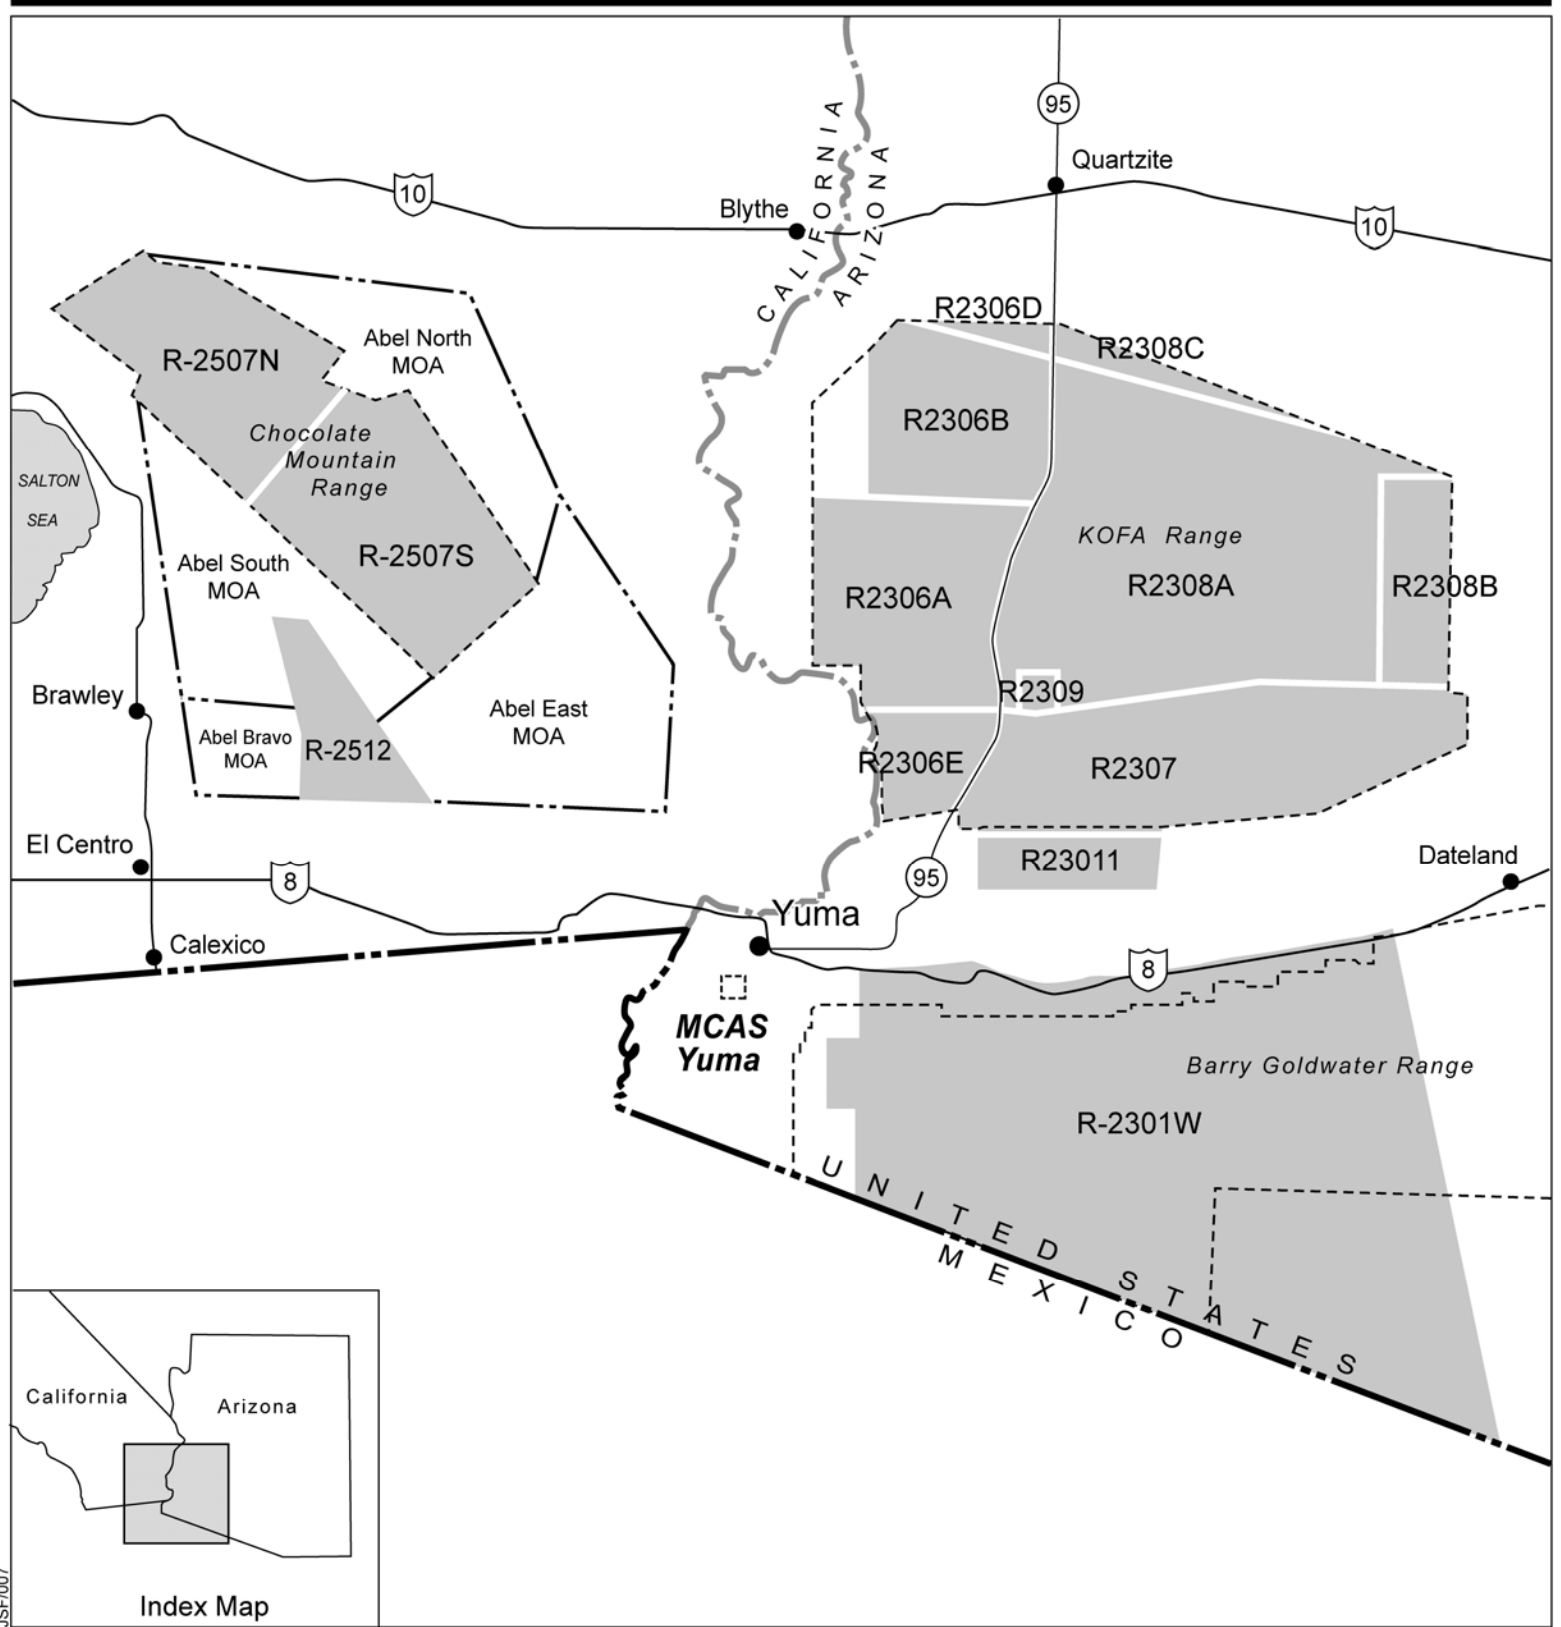 95
Quartzite
10
Blythe
CALIFORNIA
ARIZONA
10
R2306D
R2308C
Abel North
MOA
R-2507N
R2306B
Chocolate
Mountain
Range
SALTON
SEA
KOFA Range
R-2507S
Abel South
MOA
R2306A
R2308A
R2308B
R2309
Brawley
Abel East
MOA
Abel Bravo
MOA
R-2512
R2306E
R2307
El Centro
8
R23011
95
Dateland
Yuma
Calexico
8
MCAS
Yuma
Barry Goldwater Range
R-2301W
UNITED STATES
MEXICO
California
Arizona
Index Map